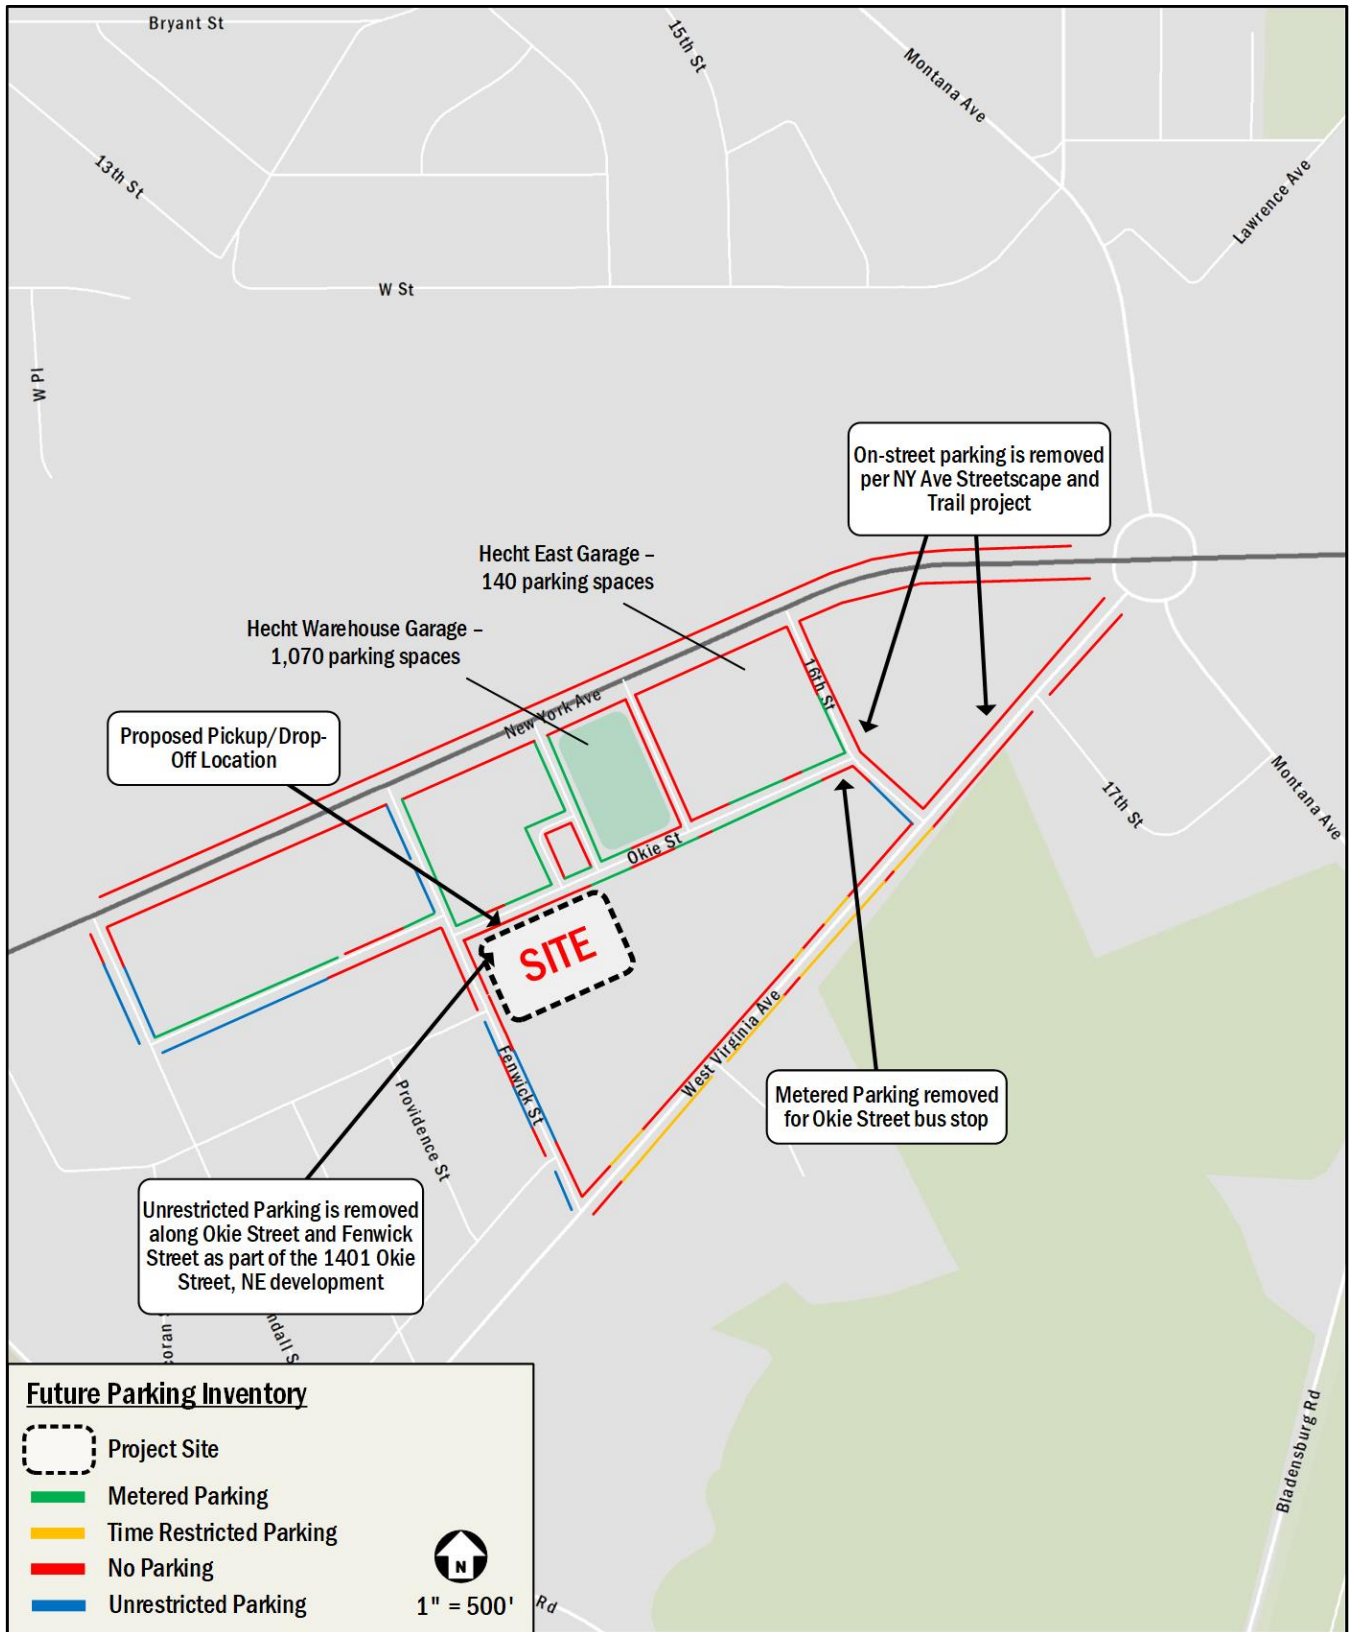 Bryant St
15th St
Montana Ave
13th St
Lawrence Ave
W St
W Pl
On-street parking is removed
per NY Ave Streetscape and
Trail project
Hecht East Garage –
140 parking spaces
Hecht Warehouse Garage –
1,070 parking spaces
16th St
New York Ave
Proposed Pickup/Drop-
Off Location
Montana Ave
17th St
Okie St
SITE
West Virginia Ave
Fenwick St
Providence St
Metered Parking removed
for Okie Street bus stop
Unrestricted Parking is removed
along Okie Street and Fenwick
Street as part of the 1401 Okie
Street, NE development
oran
ndall S
Bladensburg Rd
Future Parking Inventory
Project Site
Metered Parking
Time Restricted Parking
No Parking
Unrestricted Parking
N
1" = 500'
Rd